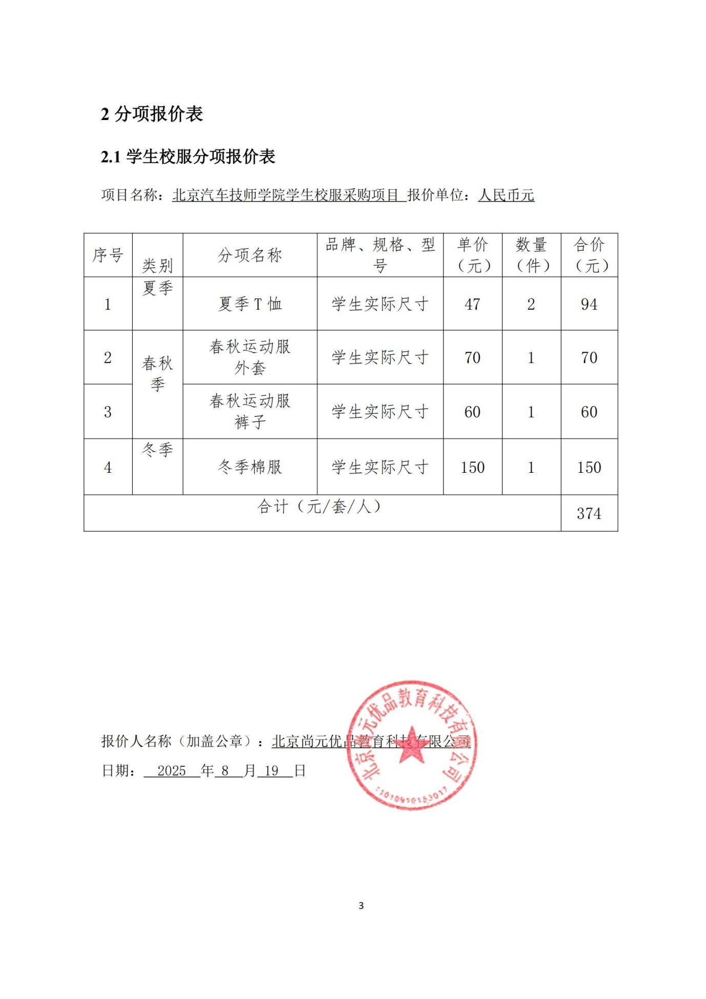 2 分项报价表
2.1 学生校服分项报价表
项目名称：北京汽车技师学院学生校服采购项目 报价单位：人民币元
序号 类别 分项名称 品牌、规格、型号 单价（元） 数量（件） 合价（元）
1 夏季 夏季 T 恤 学生实际尺寸 47 2 94
2 春秋季 春秋运动服外套 学生实际尺寸 70 1 70
3 春秋运动服裤子 学生实际尺寸 60 1 60
4 冬季 冬季棉服 学生实际尺寸 150 1 150
合计（元/套/人） 374
报价人名称（加盖公章）：北京尚元优品教育科技有限公司
日期： 2025 年 8 月 19 日
北京尚元优品教育科技有限公司
3